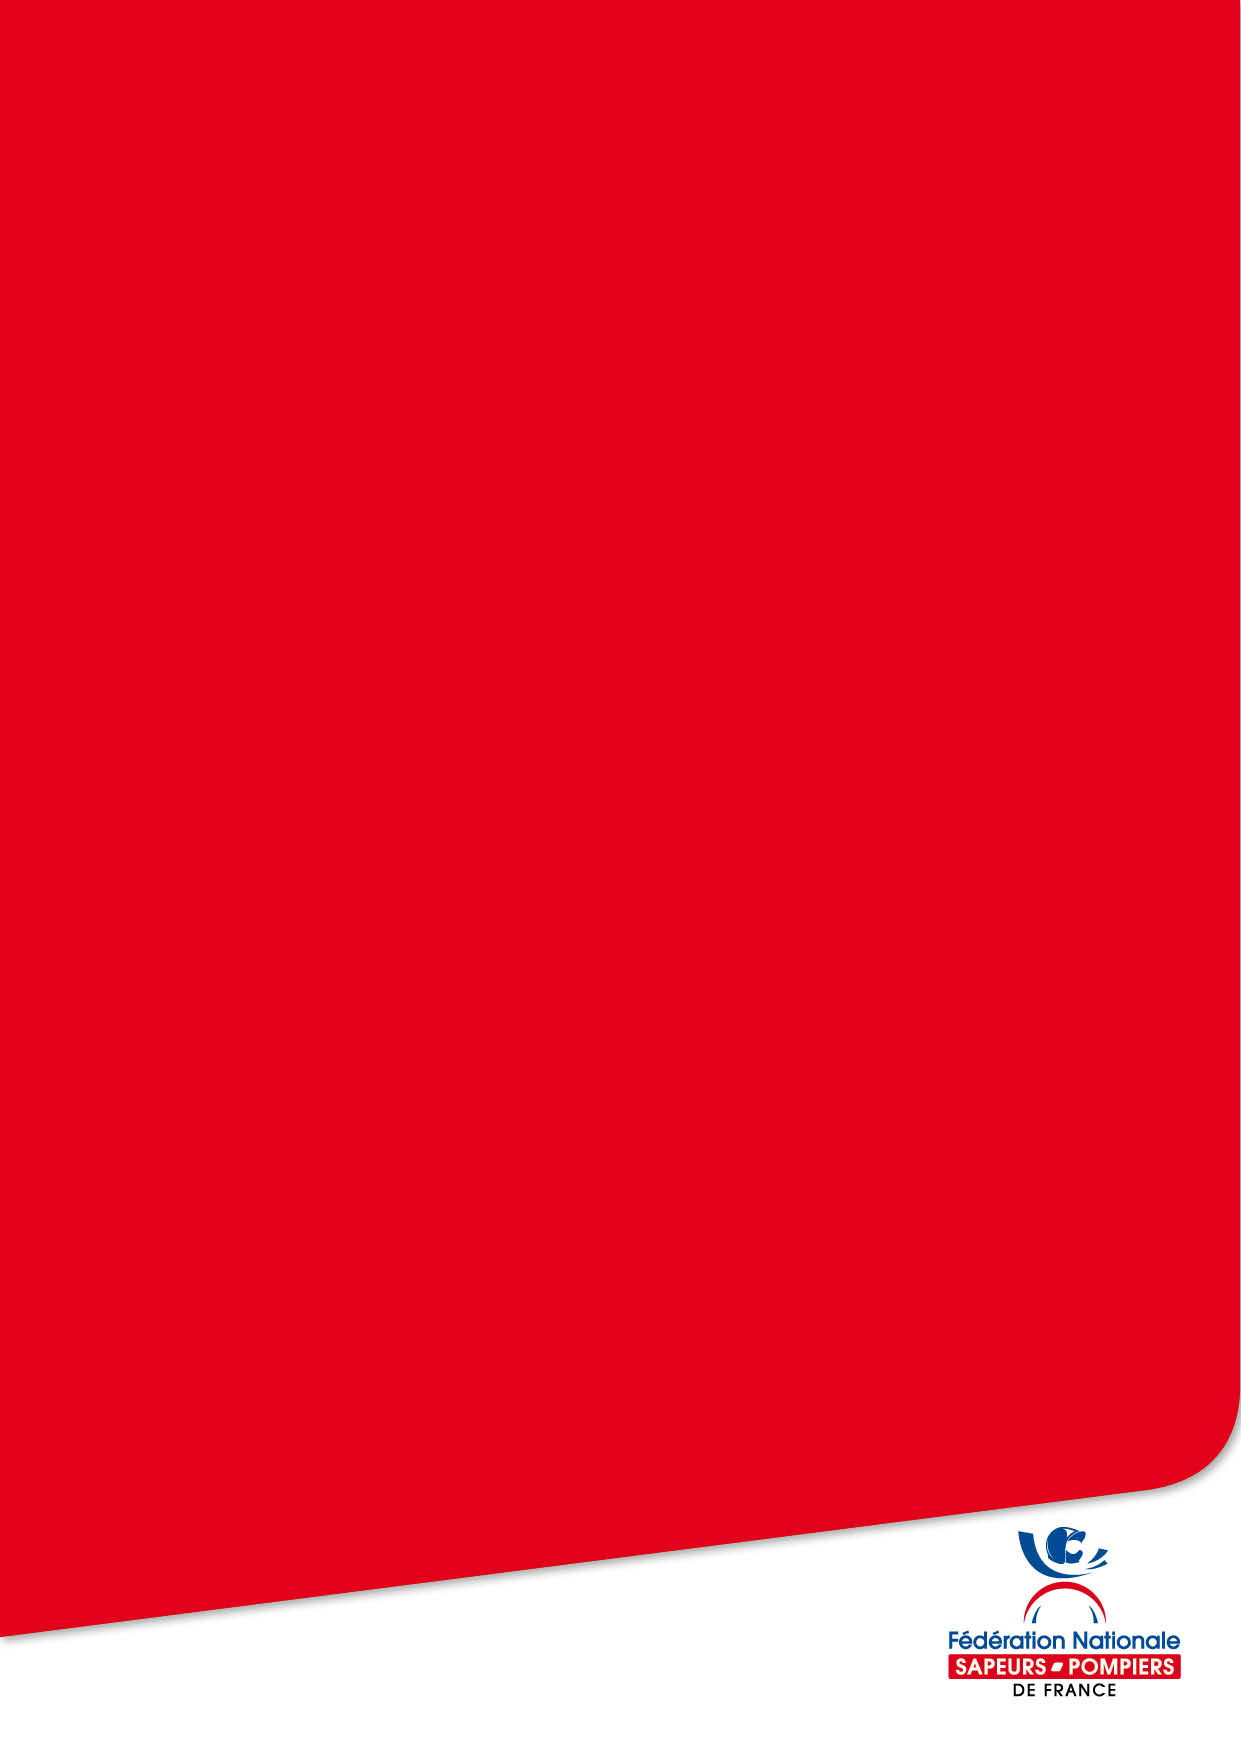 Fédération Nationale
SAPEURS-POMPIERS
DE FRANCE